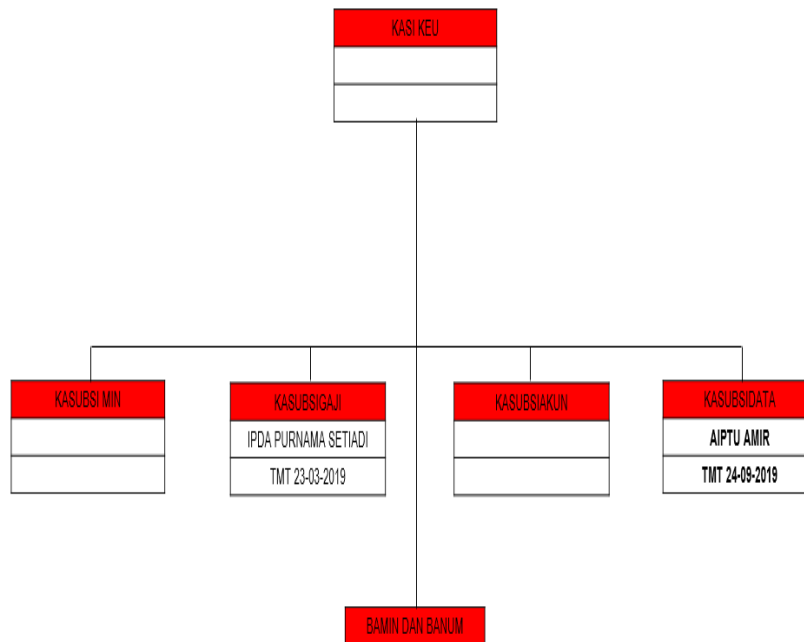 KASI KEU
KASUBSI MIN
KASUBSIGAJI
IPDA PURNAMA SETIADI
TMT 23-03-2019
KASUBSIAKUN
KASUBSIDATA
AIPTU AMIR
TMT 24-09-2019
BAMIN DAN BANUM